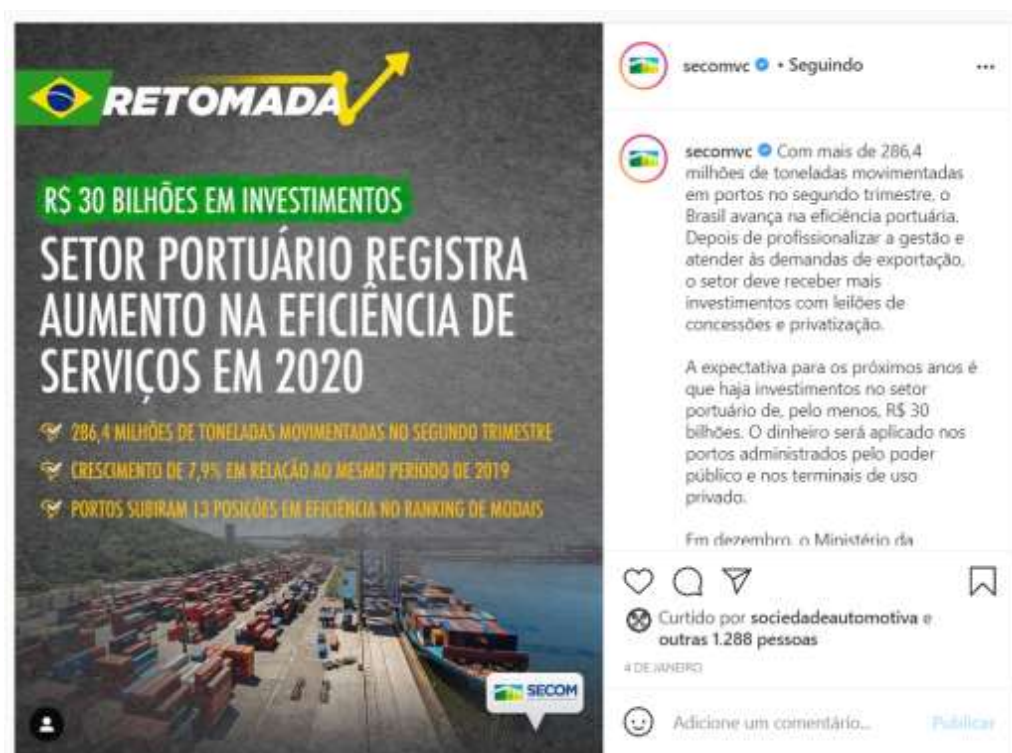 RETOMADA
R$ 30 BILHÕES EM INVESTIMENTOS
SETOR PORTUÁRIO REGISTRA
AUMENTO NA EFICIÊNCIA DE
SERVIÇOS EM 2020
286,4 MILHÕES DE TONELADAS MOVIMENTADAS NO SEGUNDO TRIMESTRE
CRESCIMENTO DE 7,9% EM RELAÇÃO AO MESMO PERÍODO DE 2019
PORTOS SUBIRAM 13 POSIÇÕES EM EFICIÊNCIA NO RANKING DE MODAIS
SECOM
secomvc • Seguindo
secomvc Com mais de 286,4
milhões de toneladas movimentadas
em portos no segundo trimestre, o
Brasil avança na eficiência portuária.
Depois de profissionalizar a gestão e
atender às demandas de exportação,
o setor deve receber mais
investimentos com leilões de
concessões e privatização.
A expectativa para os próximos anos é
que haja investimentos no setor
portuário de, pelo menos, R$ 30
bilhões. O dinheiro será aplicado nos
portos administrados pelo poder
público e nos terminais de uso
privado.
Em dezembro, o Ministério da
Curtido por sociedadeautomotiva e
outras 1.288 pessoas
4 DE JANEIRO
Adicione um comentário... Publicar